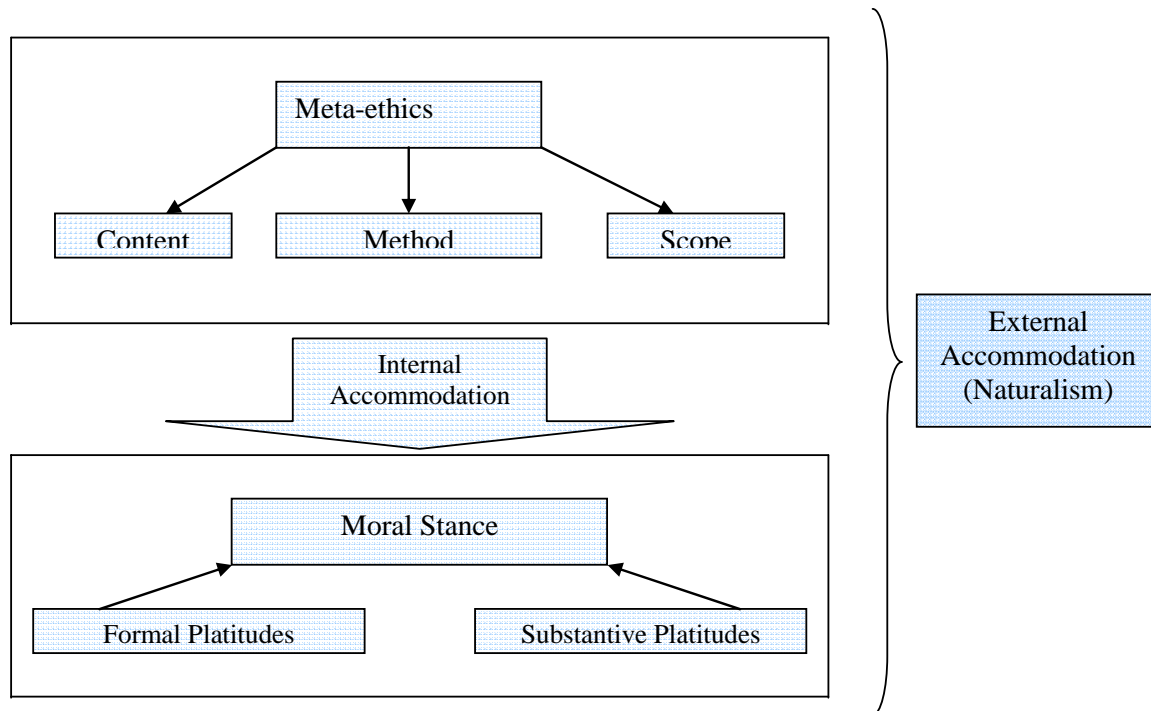 Meta-ethics
Content
Method
Scope
Internal
Accommodation
Moral Stance
Formal Platitudes
Substantive Platitudes
External
Accommodation
(Naturalism)